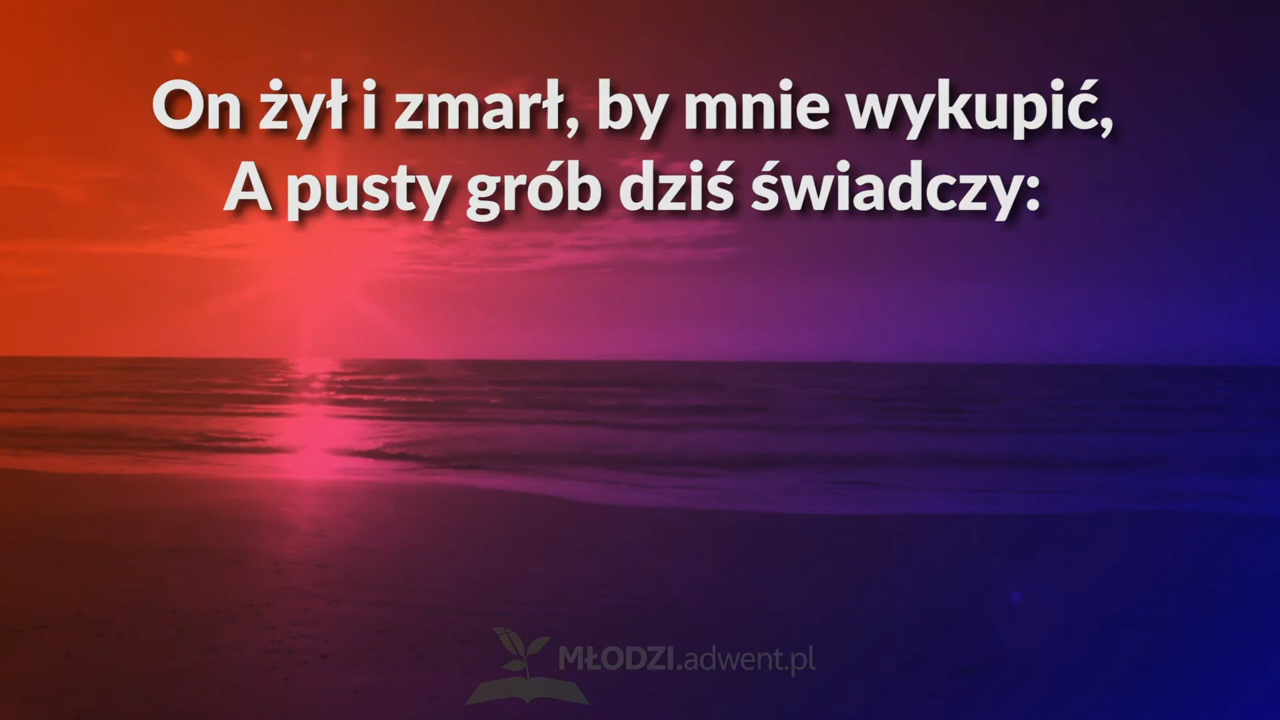 On żył i zmarł, by mnie wykupić,
A pusty grób dziś świadczy:
MŁODZI.adwent.pl